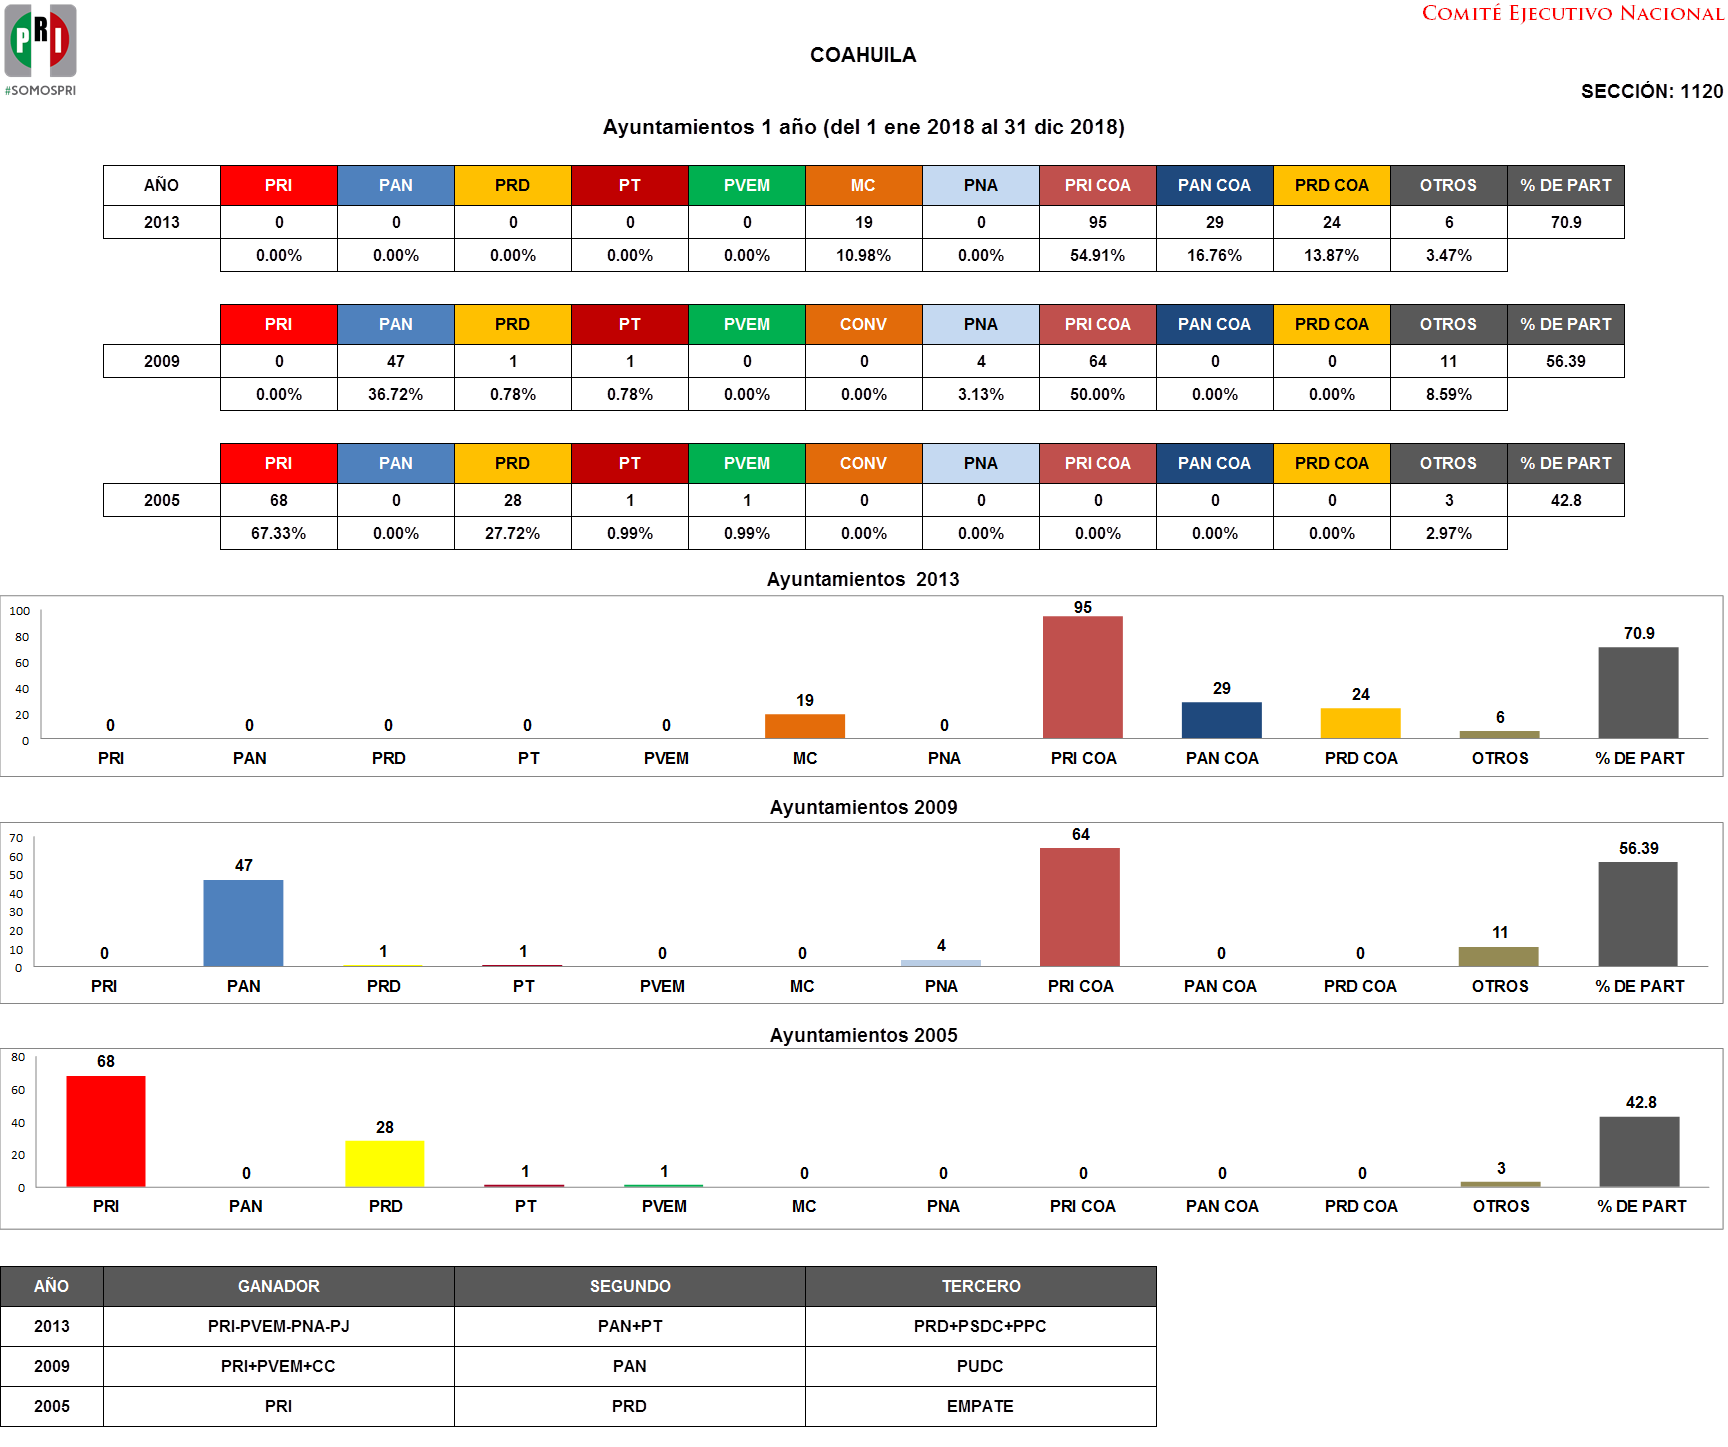 COMITÉ EJECUTIVO NACIONAL
PRI
#SOMOSPRI
COAHUILA
SECCIÓN: 1120
Ayuntamientos 1 año (del 1 ene 2018 al 31 dic 2018)
AÑO PRI PAN PRD PT PVEM MC PNA PRI COA PAN COA PRD COA OTROS % DE PART
2013 0 0 0 0 0 19 0 95 29 24 6 70.9
0.00% 0.00% 0.00% 0.00% 0.00% 10.98% 0.00% 54.91% 16.76% 13.87% 3.47%
PRI PAN PRD PT PVEM CONV PNA PRI COA PAN COA PRD COA OTROS % DE PART
2009 0 47 1 1 0 0 4 64 0 0 11 56.39
0.00% 36.72% 0.78% 0.78% 0.00% 0.00% 3.13% 50.00% 0.00% 0.00% 8.59%
PRI PAN PRD PT PVEM CONV PNA PRI COA PAN COA PRD COA OTROS % DE PART
2005 68 0 28 1 1 0 0 0 0 0 3 42.8
67.33% 0.00% 27.72% 0.99% 0.99% 0.00% 0.00% 0.00% 0.00% 0.00% 2.97%
Ayuntamientos 2013
100
80
60
40
20
0
0 0 0 0 0 19 0 95 29 24 6 70.9
PRI PAN PRD PT PVEM MC PNA PRI COA PAN COA PRD COA OTROS % DE PART
Ayuntamientos 2009
70
60
50
40
30
20
10
0
0 47 1 1 0 0 4 64 0 0 11 56.39
PRI PAN PRD PT PVEM MC PNA PRI COA PAN COA PRD COA OTROS % DE PART
Ayuntamientos 2005
80
60
40
20
0
68 0 28 1 1 0 0 0 0 0 3 42.8
PRI PAN PRD PT PVEM MC PNA PRI COA PAN COA PRD COA OTROS % DE PART
AÑO GANADOR SEGUNDO TERCERO
2013 PRI-PVEM-PNA-PJ PAN+PT PRD+PSDC+PPC
2009 PRI+PVEM+CC PAN PUDC
2005 PRI PRD EMPATE